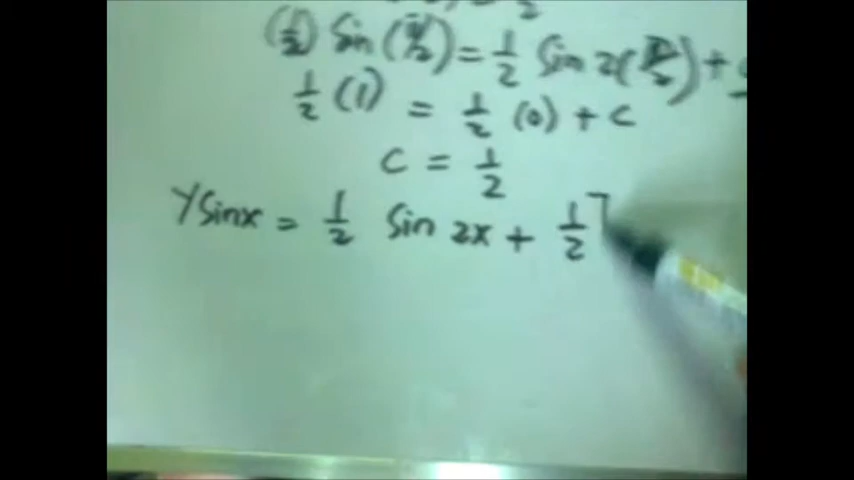 2
(1/2) Sin (π/2) = 1/2 Sin 2(π/2) +
1/2 (1) = 1/2 (0) + C
C = 1/2
Y Sinx = 1/2 Sin 2x + 1/2